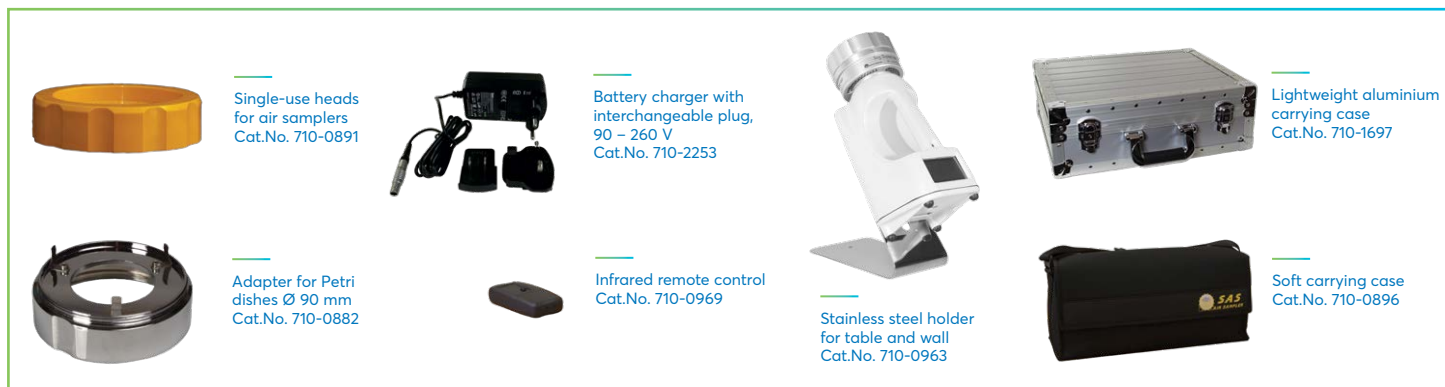 Single-use heads
for air samplers
Cat.No. 710-0891
Battery charger with
interchangeable plug,
90 – 260 V
Cat.No. 710-2253
Lightweight aluminium
carrying case
Cat.No. 710-1697
Adapter for Petri
dishes Ø 90 mm
Cat.No. 710-0882
Infrared remote control
Cat.No. 710-0969
Stainless steel holder
for table and wall
Cat.No. 710-0963
SAS
AIR SAMPLER
Soft carrying case
Cat.No. 710-0896